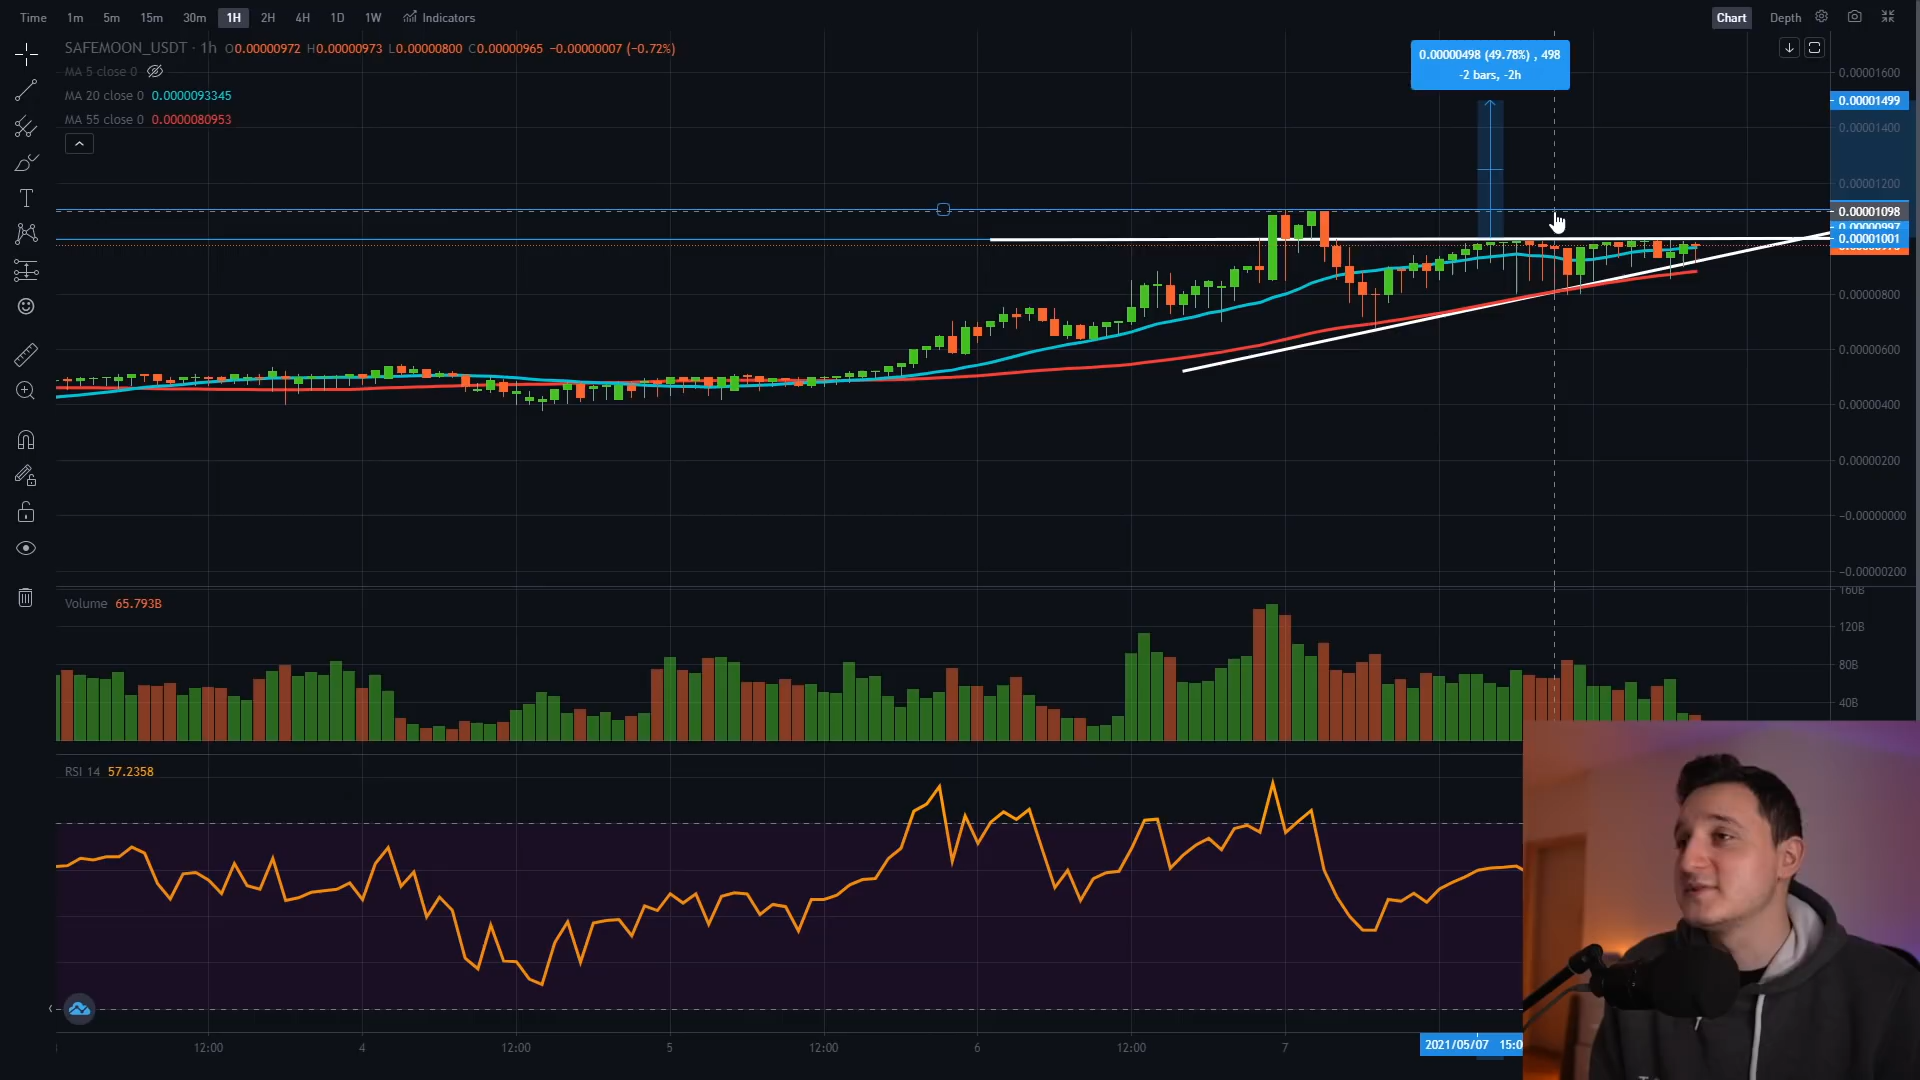 Time 1m 5m 15m 30m 1H 2H 4H 1D 1W Indicators Chart Depth
SAFEMOON_USDT · 1h O0.00000972 H0.00000973 L0.00000800 C0.00000965 −0.00000007 (−0.72%)
MA 5 close 0
MA 20 close 0 0.0000093345
MA 55 close 0 0.0000080953
0.00000498 (49.78%) , 498
-2 bars, -2h
0.00001600
0.00001499
0.00001400
0.00001200
0.00001098
0.00000997
0.00001001
0.00000800
0.00000600
0.00000400
0.00000200
−0.00000000
−0.00000200
Volume 65.793B
160B
120B
80B
40B
RSI 14 57.2358
12:00 4 12:00 5 12:00 6 12:00 7 2021/05/07 15:0